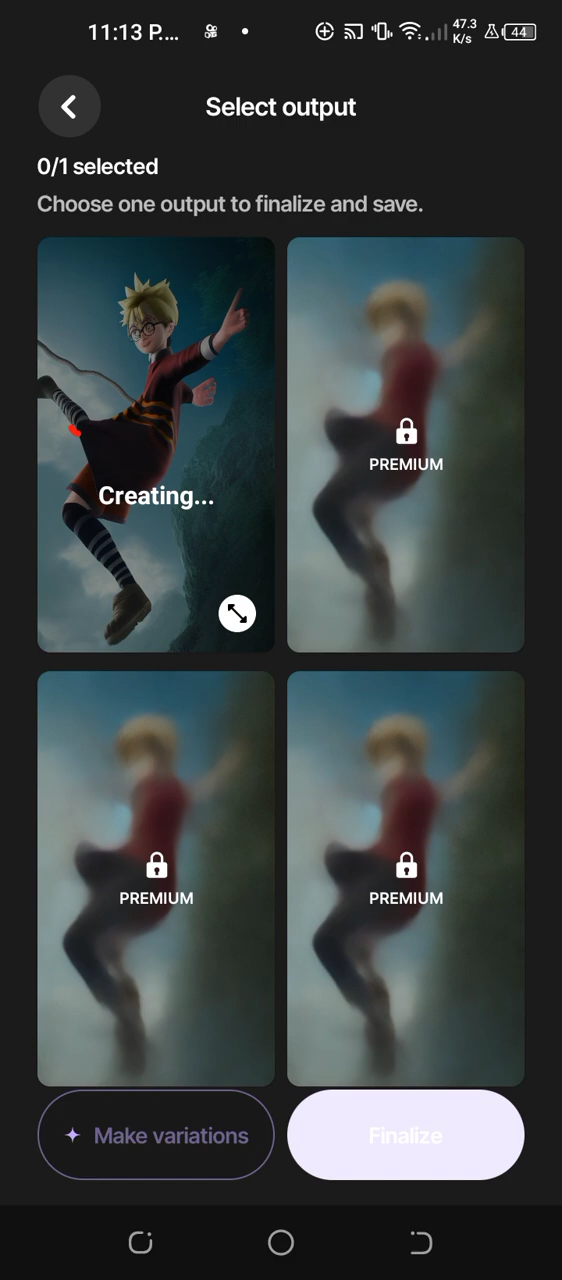 11:13 P....
47.3
K/s
44
Select output
0/1 selected
Choose one output to finalize and save.
Creating...
PREMIUM
PREMIUM
PREMIUM
Make variations
Finalize